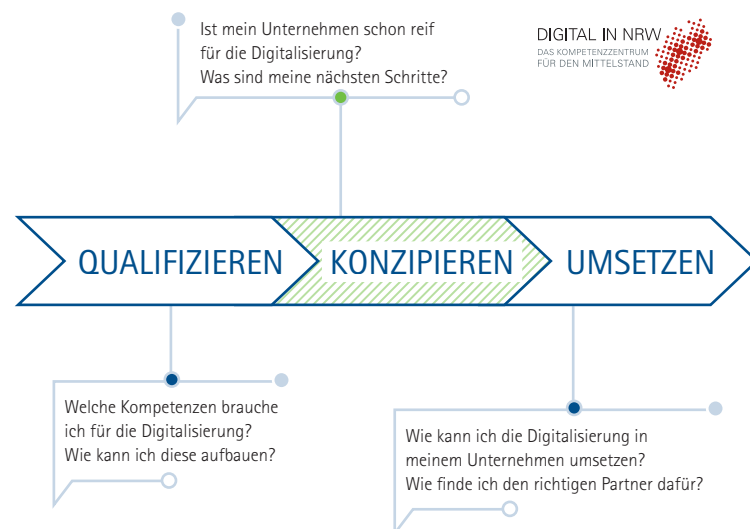 Ist mein Unternehmen schon reif
für die Digitalisierung?
Was sind meine nächsten Schritte?
DIGITAL IN NRW
DAS KOMPETENZZENTRUM
FÜR DEN MITTELSTAND
QUALIFIZIEREN
KONZIPIEREN
UMSETZEN
Welche Kompetenzen brauche
ich für die Digitalisierung?
Wie kann ich diese aufbauen?
Wie kann ich die Digitalisierung in
meinem Unternehmen umsetzen?
Wie finde ich den richtigen Partner dafür?